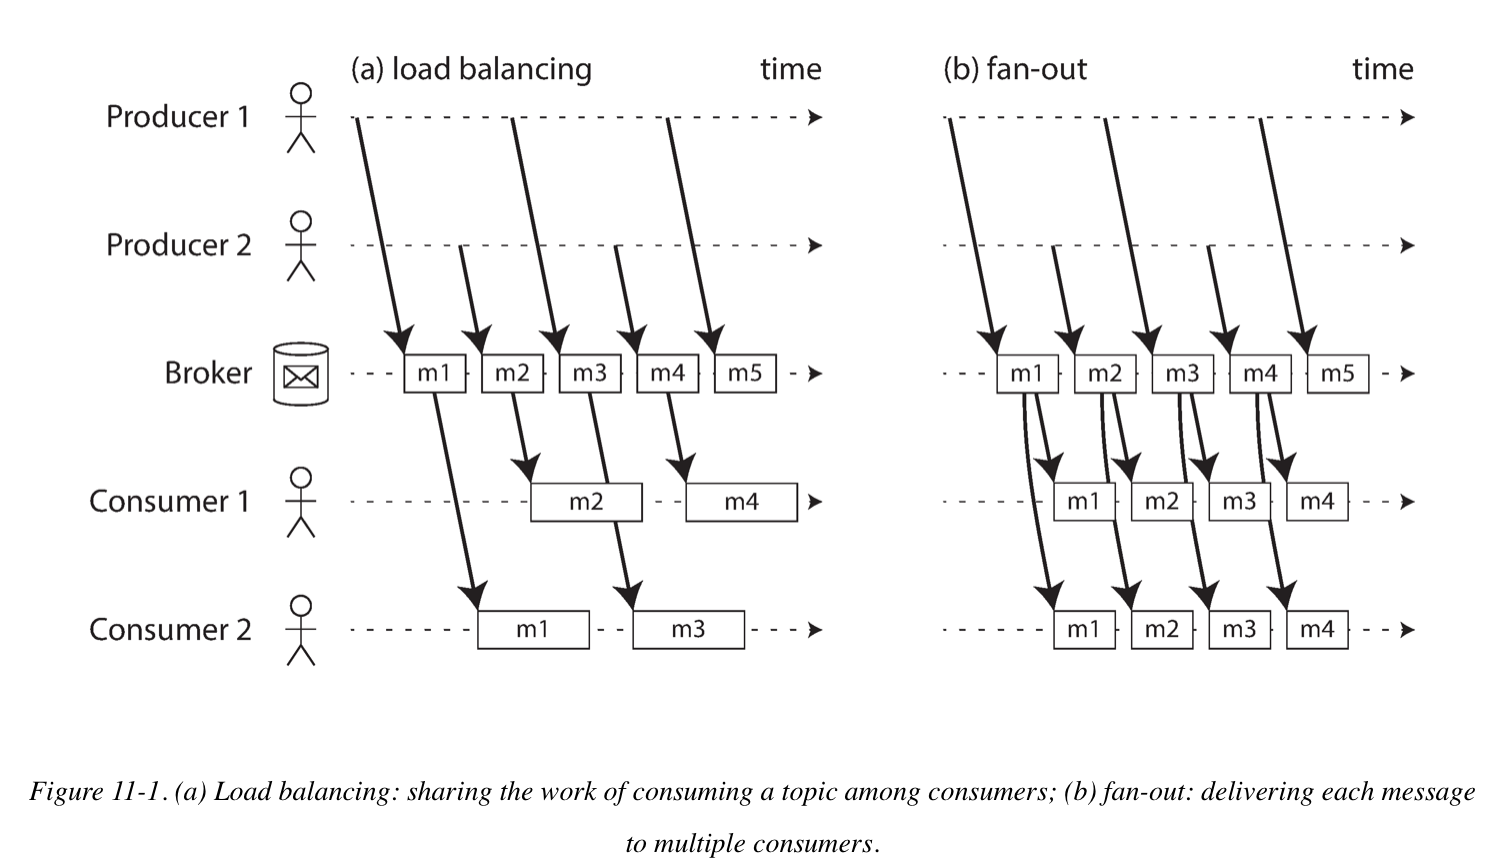 (a) load balancing time (b) fan-out time
Producer 1
Producer 2
Broker m1 m2 m3 m4 m5 m1 m2 m3 m4 m5
Consumer 1 m2 m4 m1 m2 m3 m4
Consumer 2 m1 m3 m1 m2 m3 m4
Figure 11-1. (a) Load balancing: sharing the work of consuming a topic among consumers; (b) fan-out: delivering each message
to multiple consumers.